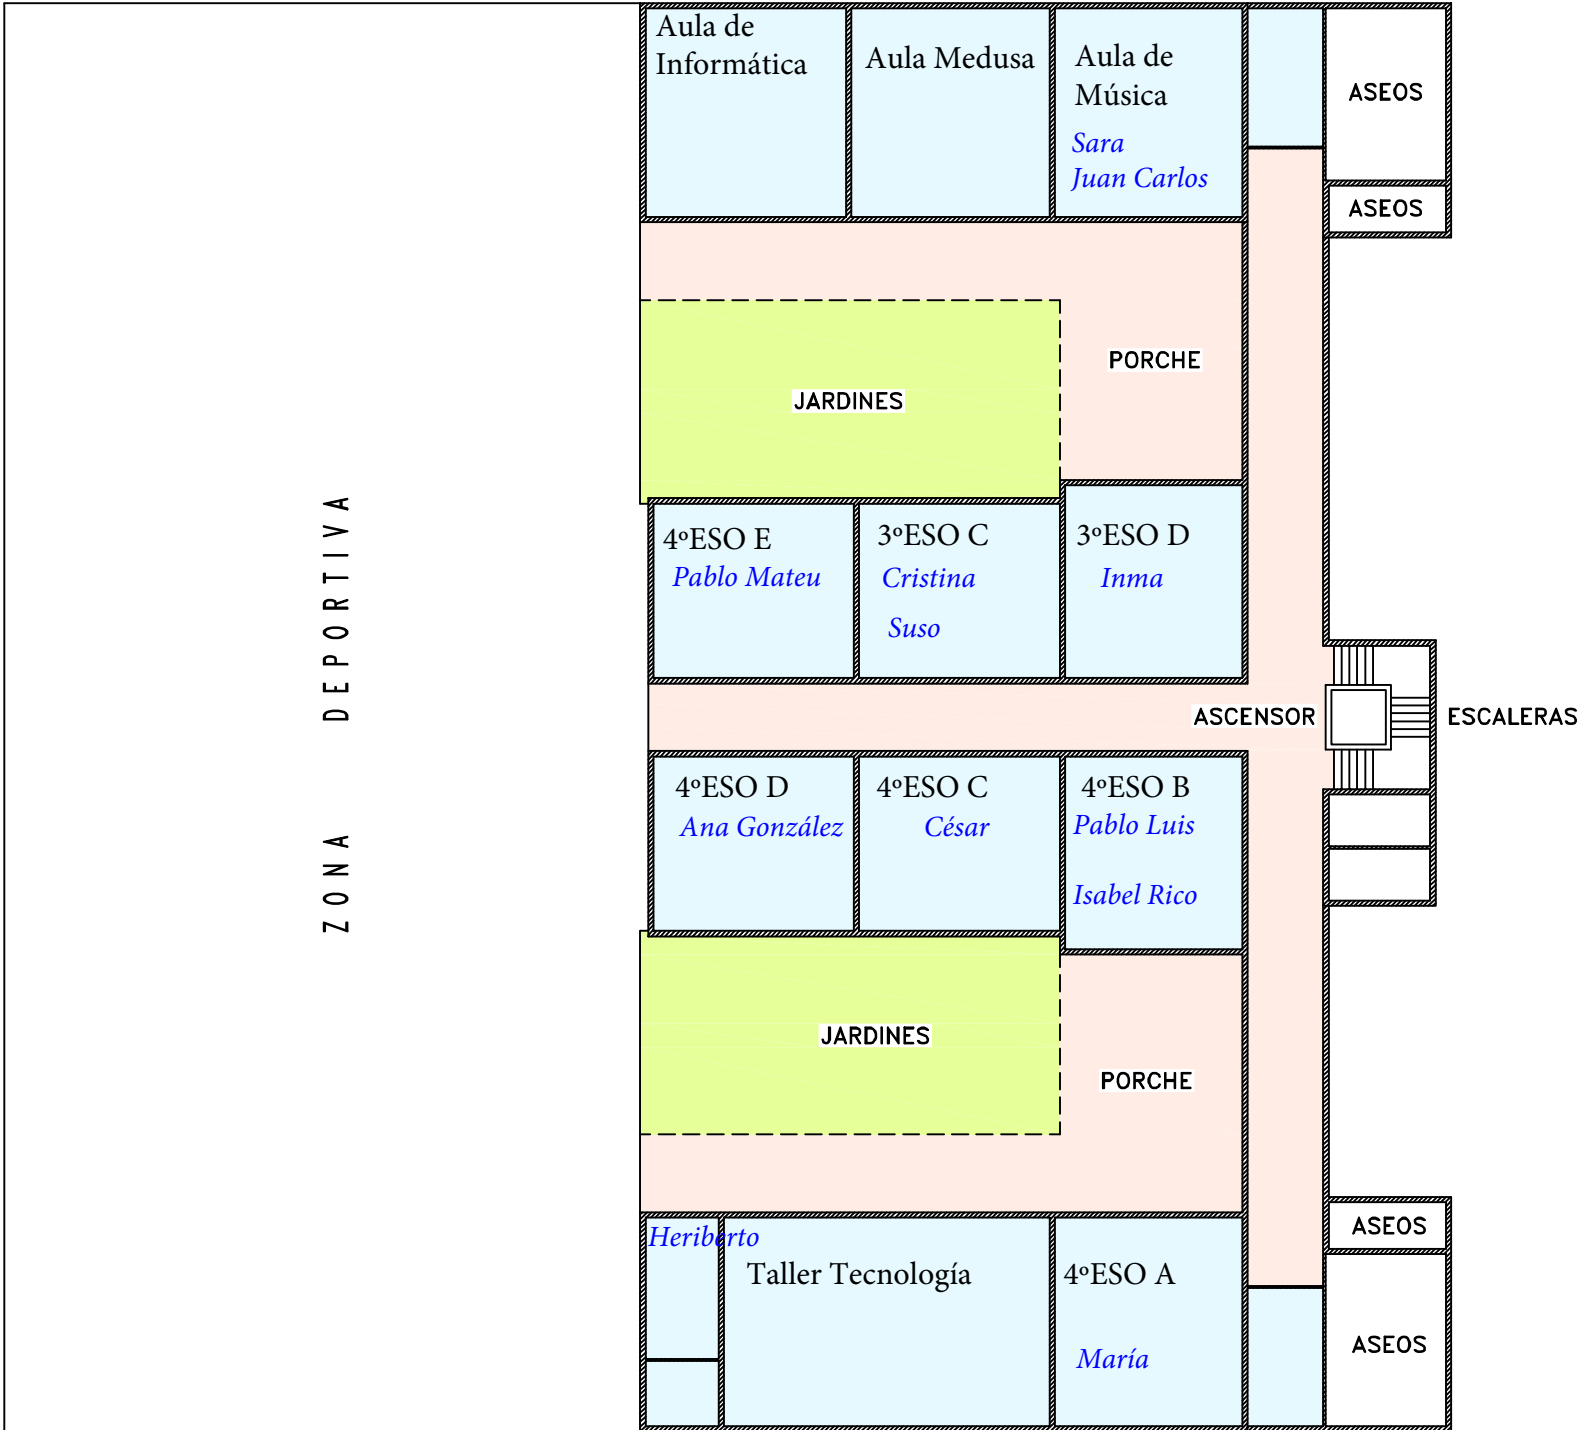 Aula de
Informática
Aula Medusa
Aula de
Música
Sara
Juan Carlos
ASEOS
ASEOS
PORCHE
JARDINES
ZONA DEPORTIVA
4ºESO E
Pablo Mateu
3ºESO C
Cristina
Suso
3ºESO D
Inma
ASCENSOR
ESCALERAS
4ºESO D
Ana González
4ºESO C
César
4ºESO B
Pablo Luis
Isabel Rico
JARDINES
PORCHE
Heriberto
Taller Tecnología
4ºESO A
María
ASEOS
ASEOS